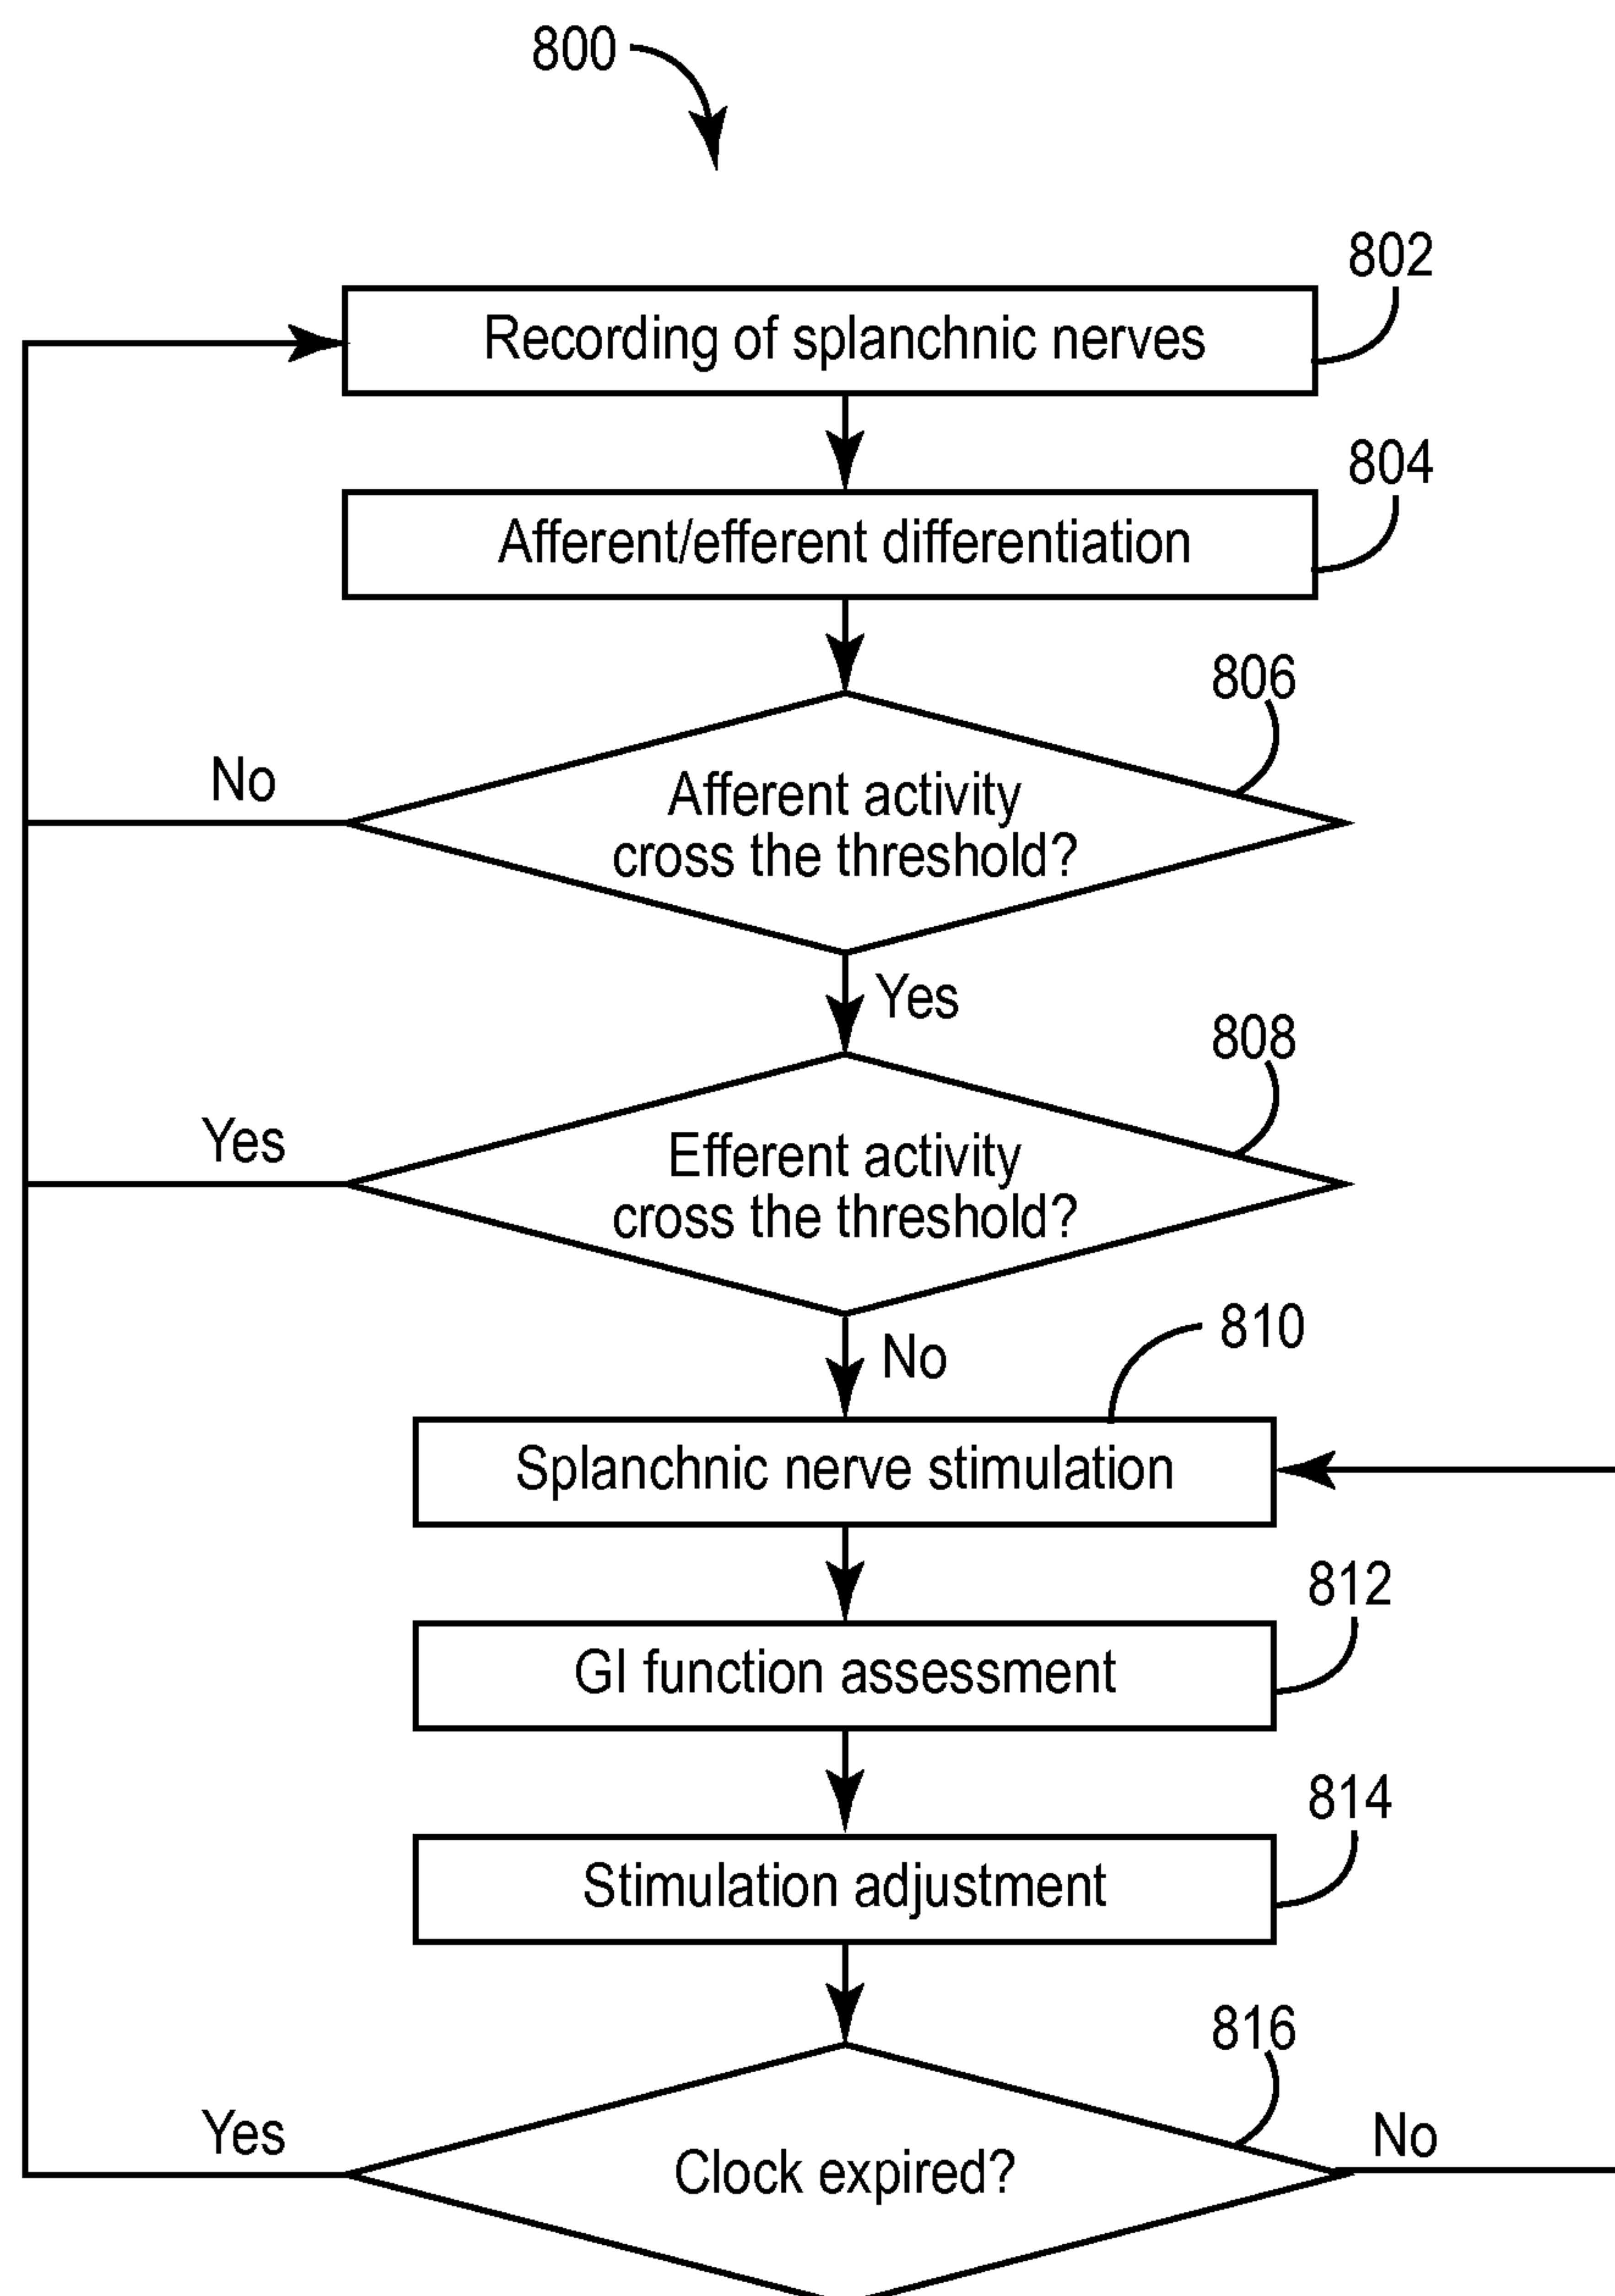 800
802
Recording of splanchnic nerves
804
Afferent/efferent differentiation
806
No
Afferent activity
cross the threshold?
Yes
808
Yes
Efferent activity
cross the threshold?
No
810
Splanchnic nerve stimulation
812
GI function assessment
814
Stimulation adjustment
816
Yes
No
Clock expired?